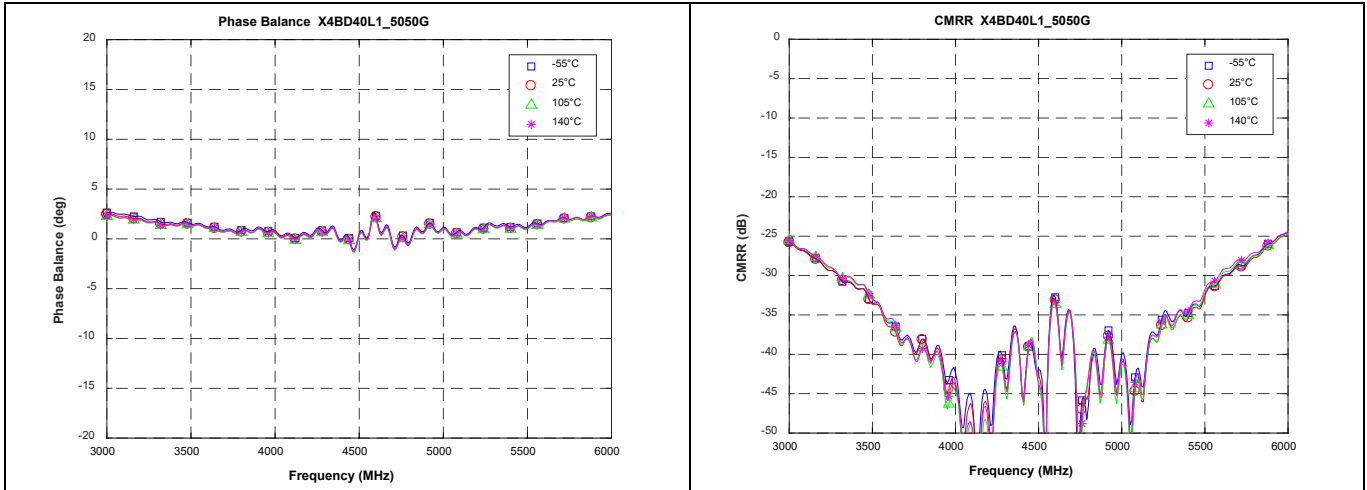 Phase Balance X4BD40L1_5050G
20
15
10
5
0
-5
-10
-15
-20
Phase Balance (deg)
-55°C
25°C
105°C
140°C
3000 3500 4000 4500 5000 5500 6000
Frequency (MHz)
CMRR X4BD40L1_5050G
0
-5
-10
-15
-20
-25
-30
-35
-40
-45
-50
CMRR (dB)
-55°C
25°C
105°C
140°C
3000 3500 4000 4500 5000 5500 6000
Frequency (MHz)